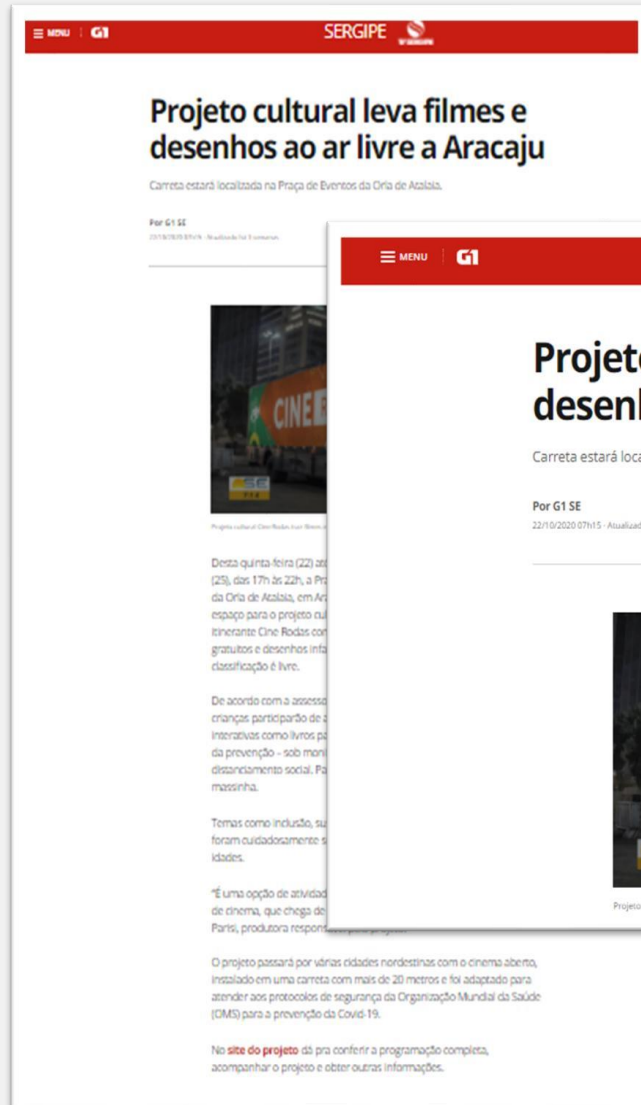 MENU G1
SERGIPE
Projeto cultural leva filmes e
desenhos ao ar livre a Aracaju
Carreta estará localizada na Praça de Eventos da Orla de Atalaia.
Por G1 SE
CINE
SE
Desta quinta-feira (22) at
(25), das 17h às 22h, a Pr
da Orla de Atalaia, em Ar
espaço para o projeto cul
itinerante Cine Rodas con
gratuitos e desenhos infa
classificação é livre.
De acordo com a assesso
crianças participarão de a
interativas como livros pa
da prevenção – sob moni
distanciamento social. Pa
massinha.
Temas como inclusão, su
foram cuidadosamente s
idades.
"É uma opção de atividad
de cinema, que chega de
Parisi, produtora respons
O projeto passará por várias cidades nordestinas com o cinema aberto,
instalado em uma carreta com mais de 20 metros e foi adaptado para
atender aos protocolos de segurança da Organização Mundial da Saúde
(OMS) para a prevenção da Covid-19.
No site do projeto dá pra conferir a programação completa,
acompanhar o projeto e obter outras informações.
MENU G1
Projet
desen
Carreta estará loca
Por G1 SE
22/10/2020 07h15 - Atualizad
Projeto